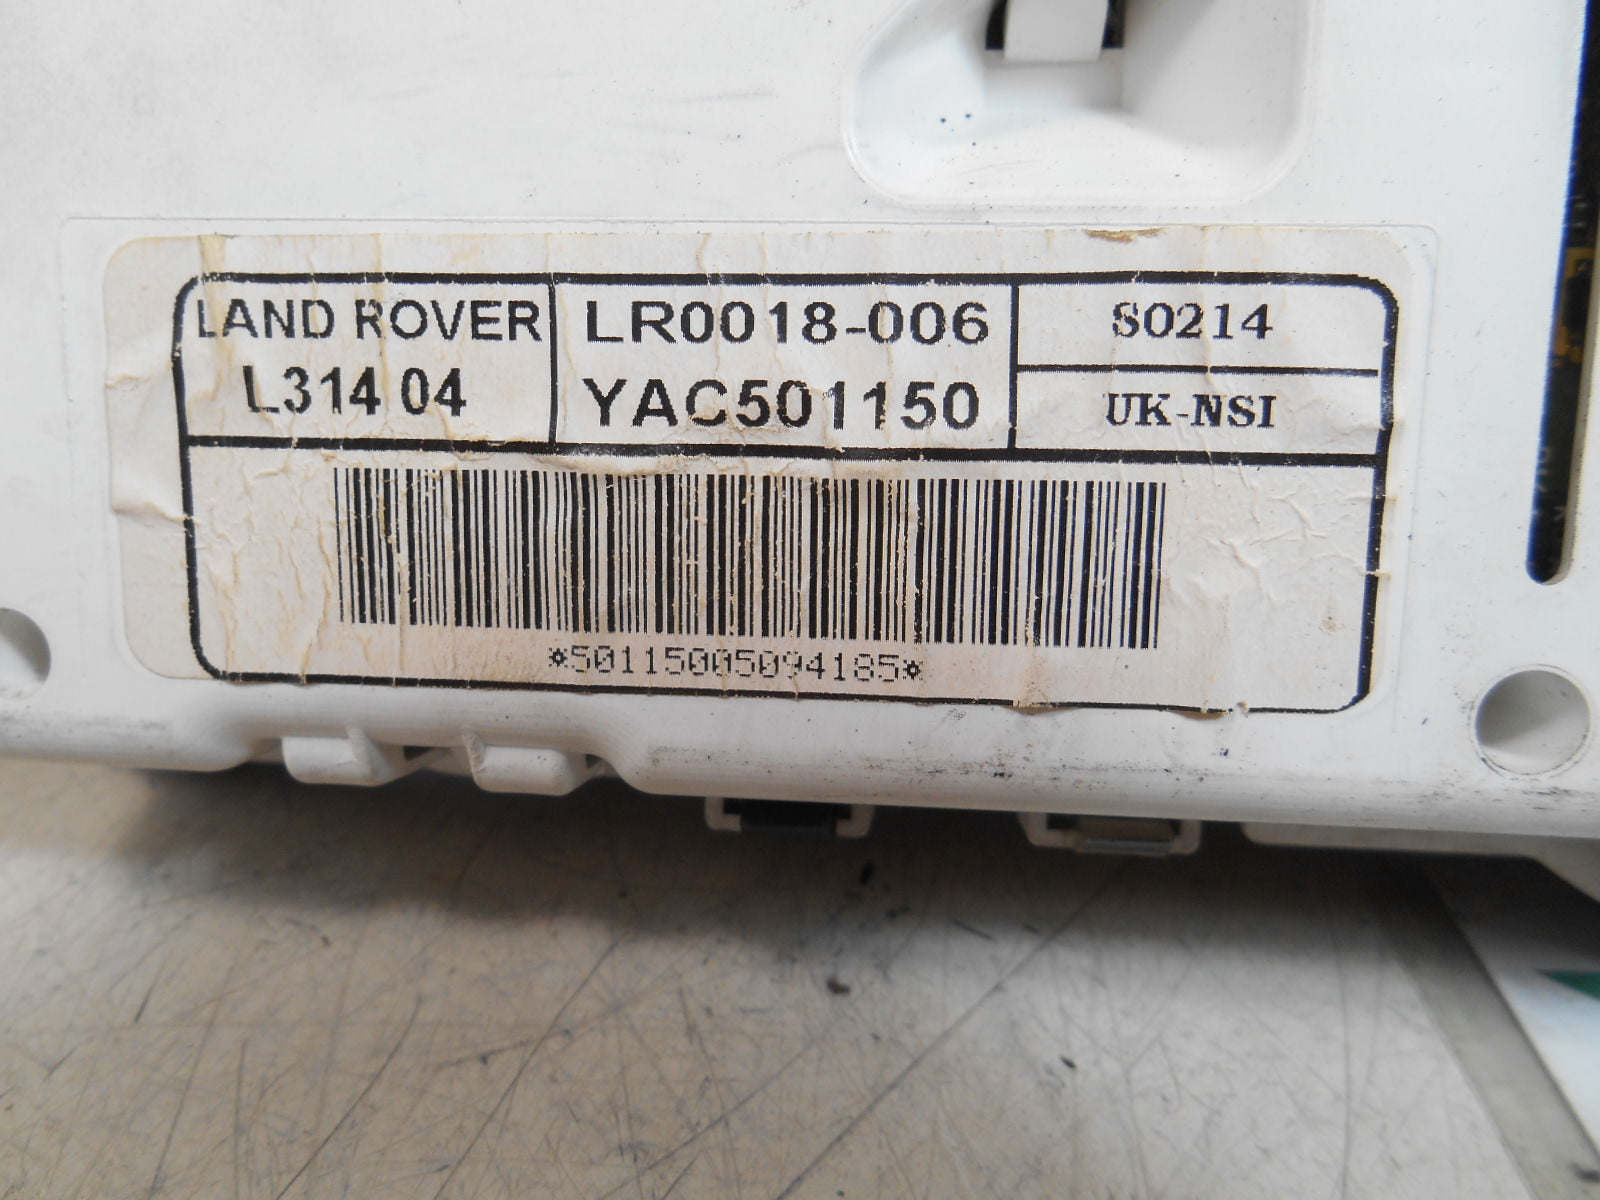 LAND ROVER
L314 04
LR0018-006
YAC501150
S0214
UK-NSI
*50115005094185*